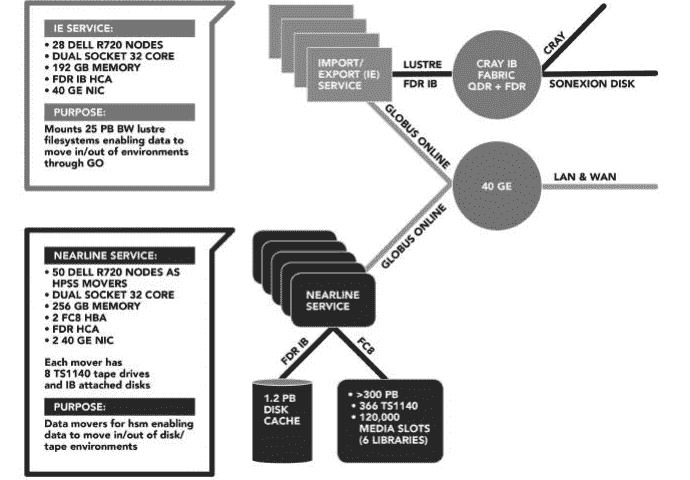 IE SERVICE:
• 28 DELL R720 NODES
• DUAL SOCKET 32 CORE
• 192 GB MEMORY
• FDR IB HCA
• 40 GE NIC
PURPOSE:
Mounts 25 PB BW lustre
filesystems enabling data to
move in/out of environments
through GO
IMPORT/
EXPORT (IE)
SERVICE
LUSTRE
FDR IB
CRAY IB
FABRIC
QDR + FDR
CRAY
SONEXION DISK
GLOBUS ONLINE
40 GE
LAN & WAN
GLOBUS ONLINE
NEARLINE SERVICE:
• 50 DELL R720 NODES AS
HPSS MOVERS
• DUAL SOCKET 32 CORE
• 256 GB MEMORY
• 2 FC8 HBA
• FDR HCA
• 2 40 GE NIC
Each mover has
8 TS1140 tape drives
and IB attached disks
PURPOSE:
Data movers for hsm enabling
data to move in/out of disk/
tape environments
NEARLINE
SERVICE
FDR IB
FC8
1.2 PB
DISK
CACHE
• >300 PB
• 366 TS1140
• 120,000
MEDIA SLOTS
(6 LIBRARIES)